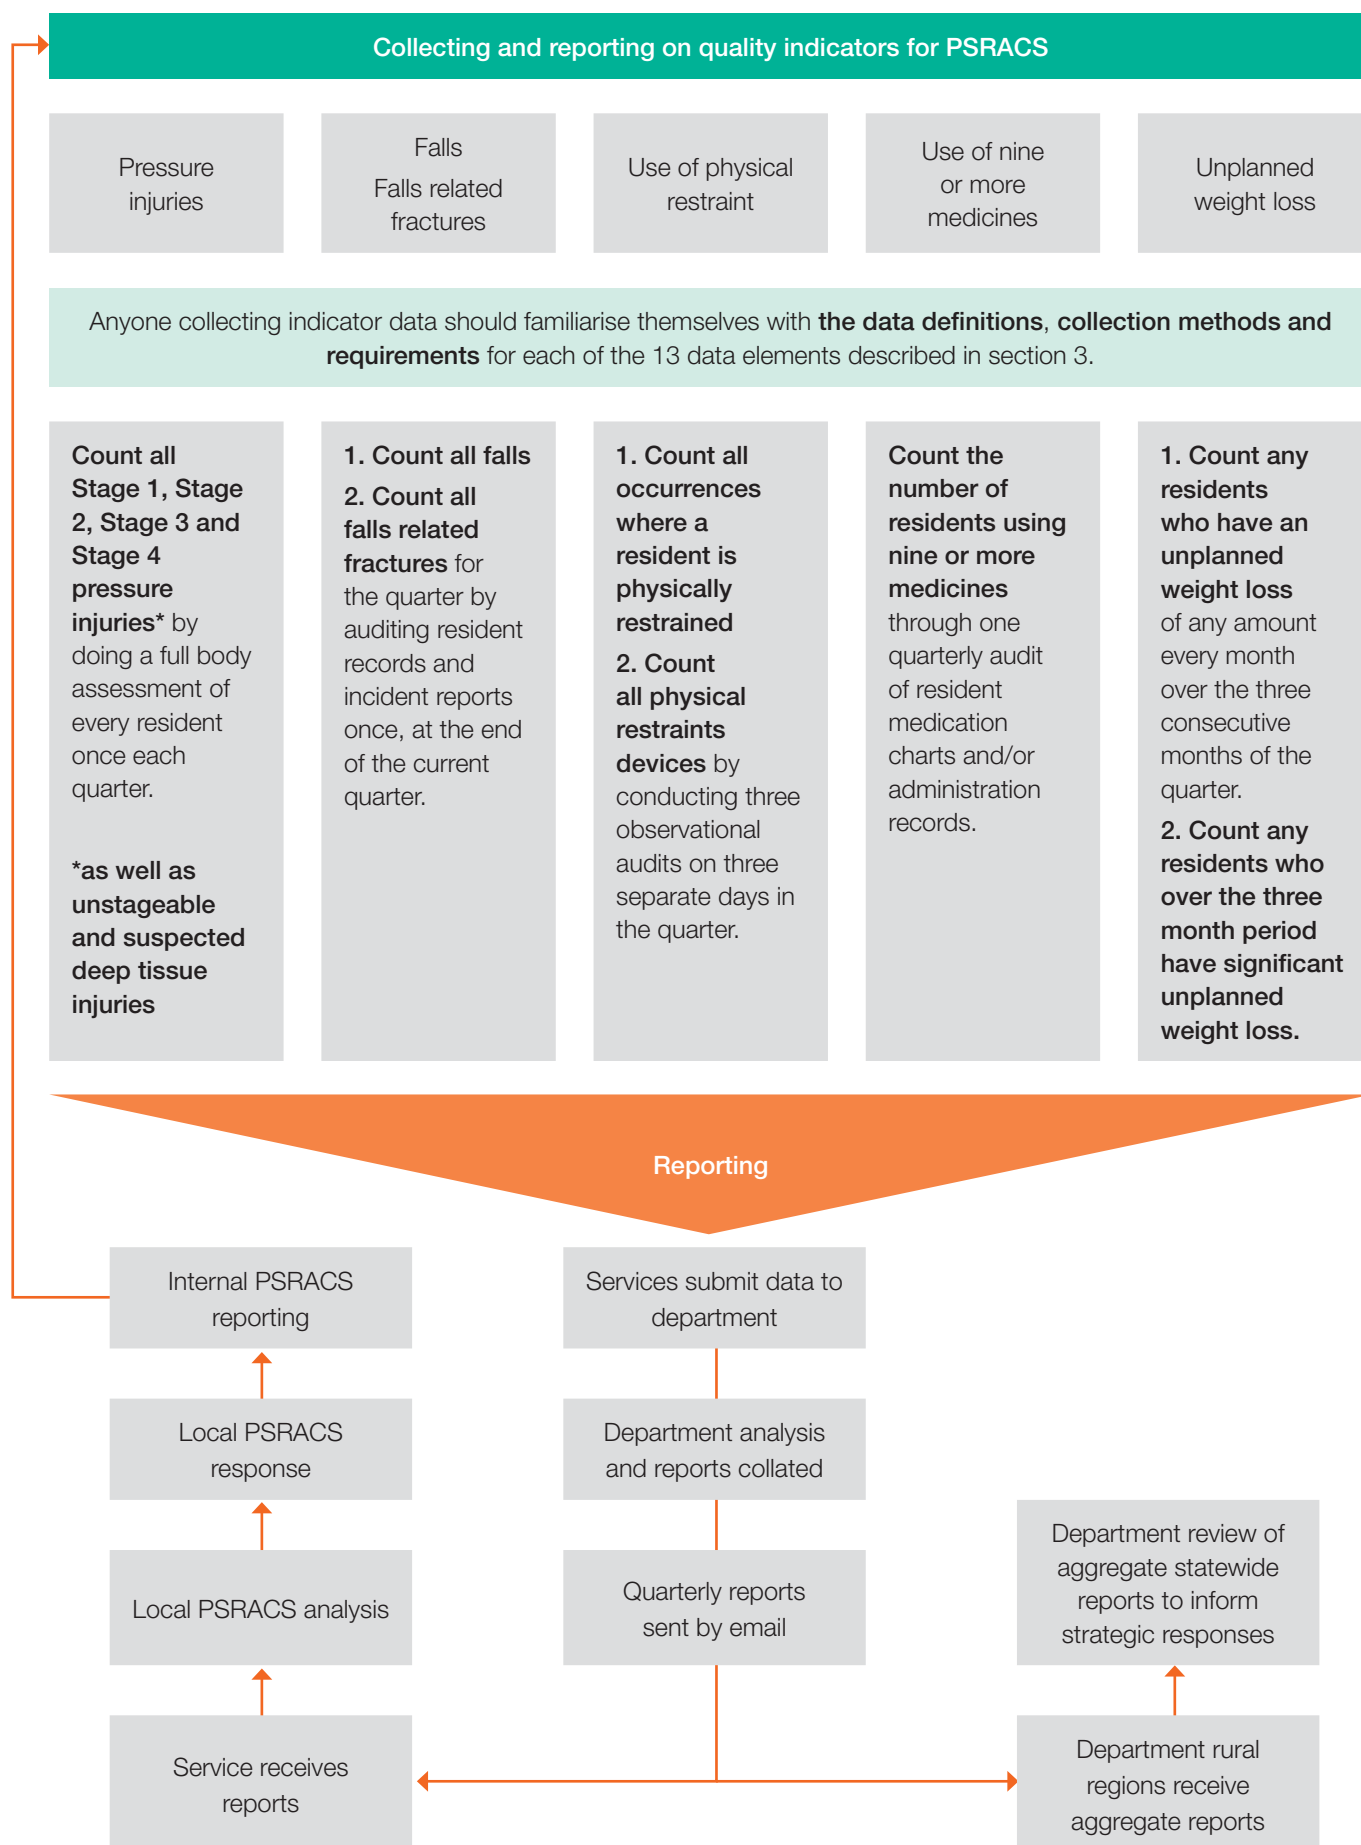 Collecting and reporting on quality indicators for PSRACS
Pressure
injuries
Falls
Falls related
fractures
Use of physical
restraint
Use of nine
or more
medicines
Unplanned
weight loss
Anyone collecting indicator data should familiarise themselves with the data definitions, collection methods and
requirements for each of the 13 data elements described in section 3.
Count all
Stage 1, Stage
2, Stage 3 and
Stage 4
pressure
injuries* by
doing a full body
assessment of
every resident
once each
quarter.
*as well as
unstageable
and suspected
deep tissue
injuries
1. Count all falls
2. Count all
falls related
fractures for
the quarter by
auditing resident
records and
incident reports
once, at the end
of the current
quarter.
1. Count all
occurrences
where a
resident is
physically
restrained
2. Count
all physical
restraints
devices by
conducting three
observational
audits on three
separate days in
the quarter.
Count the
number of
residents using
nine or more
medicines
through one
quarterly audit
of resident
medication
charts and/or
administration
records.
1. Count any
residents
who have an
unplanned
weight loss
of any amount
every month
over the three
consecutive
months of the
quarter.
2. Count any
residents who
over the three
month period
have significant
unplanned
weight loss.
Reporting
Internal PSRACS
reporting
Local PSRACS
response
Local PSRACS analysis
Service receives
reports
Services submit data to
department
Department analysis
and reports collated
Quarterly reports
sent by email
Department review of
aggregate statewide
reports to inform
strategic responses
Department rural
regions receive
aggregate reports